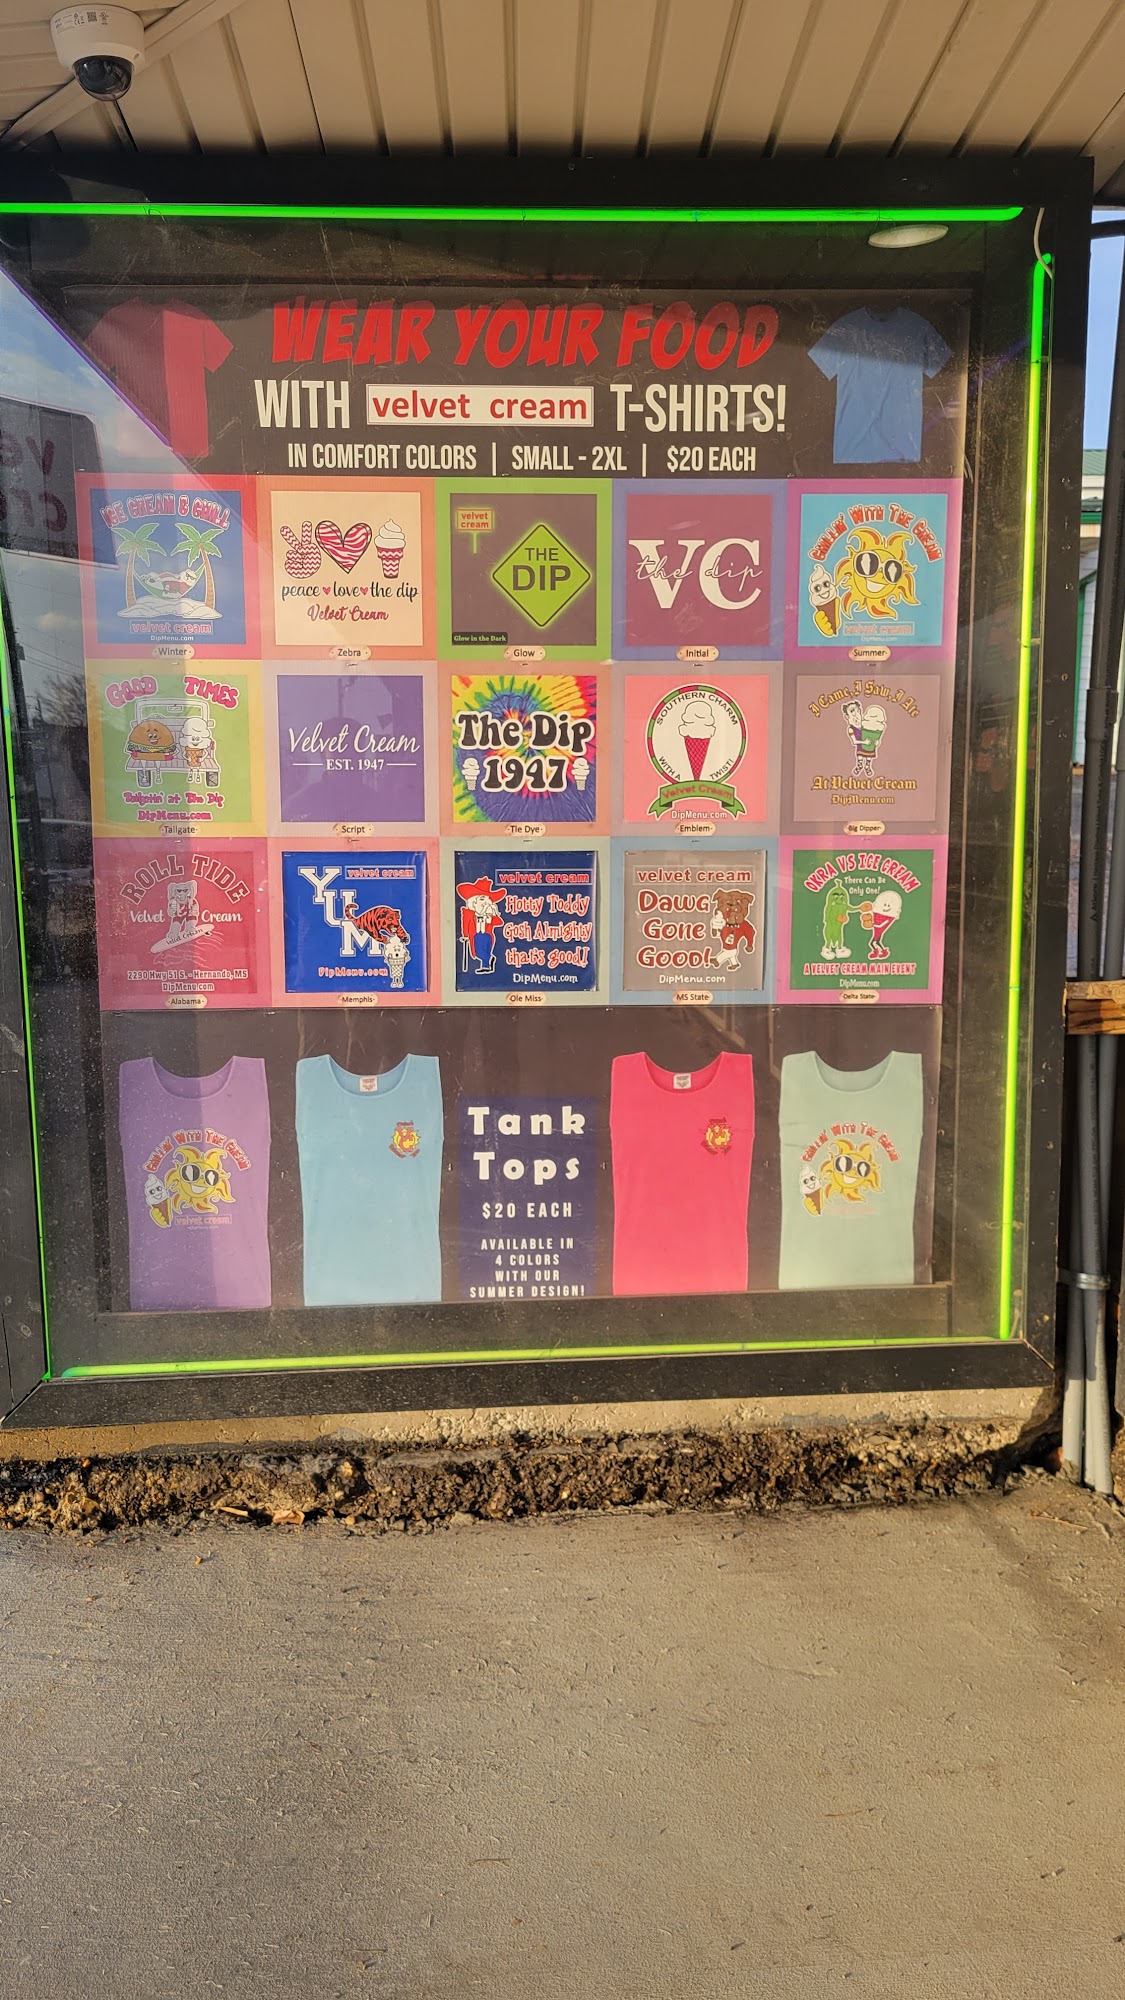 WEAR YOUR FOOD
WITH velvet cream T-SHIRTS!
IN COMFORT COLORS | SMALL - 2XL | $20 EACH
ICE CREAM & CHILL
velvet cream
DipMenu.com
Winter
peace love the dip
Velvet Cream
Zebra
velvet
cream
THE
DIP
Glow in the Dark
Glow
VC
the dip
Initial
CHILLIN' WITH THE CREAM
velvet cream
Summer
GOOD TIMES
Tailgatin' at The Dip
DipMenu.com
Tailgate
Velvet Cream
EST. 1947
Script
The Dip
1947
Tie Dye
SOUTHERN CHARM
WITH A TWIST!
Velvet Cream
DipMenu.com
Emblem
I Came, I Saw, I Ate
At Velvet Cream
DipMenu.com
Big Dipper
ROLL TIDE
Velvet Cream
2290 Hwy 51 S. - Hernando, MS
DipMenu.com
Alabama
velvet cream
YUM
DipMenu.com
Memphis
velvet cream
Hotty Toddy
Gosh Almighty
that's good!
DipMenu.com
Ole Miss
velvet cream
Dawg
Gone
GOOD!
DipMenu.com
MS State
OKRA VS ICE CREAM
There Can Be
Only One!
A VELVET CREAM MAIN EVENT
DipMenu.com
Delta State
CHILLIN' WITH THE CREAM
velvet cream
Tank
Tops
$20 EACH
AVAILABLE IN
4 COLORS
WITH OUR
SUMMER DESIGN!
CHILLIN' WITH THE CREAM